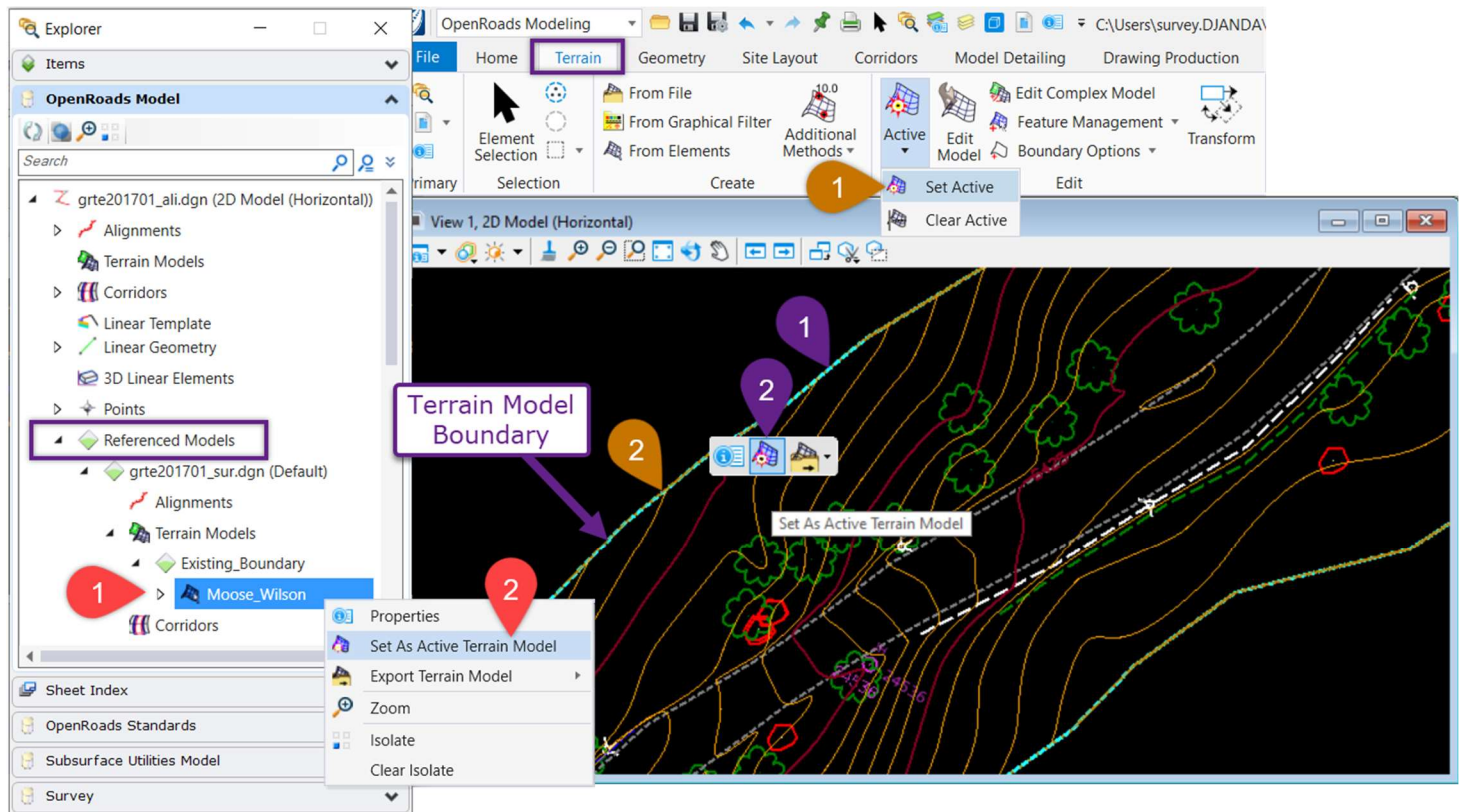 Explorer
Items
OpenRoads Model
Search
grte201701_ali.dgn (2D Model (Horizontal))
Alignments
Terrain Models
Corridors
Linear Template
Linear Geometry
3D Linear Elements
Points
Referenced Models
grte201701_sur.dgn (Default)
Alignments
Terrain Models
Existing_Boundary
1
Moose_Wilson
Corridors
Sheet Index
OpenRoads Standards
Subsurface Utilities Model
Survey
2
Properties
Set As Active Terrain Model
Export Terrain Model
Zoom
Isolate
Clear Isolate
OpenRoads Modeling
C:\Users\survey.DJANDA\
File
Home
Terrain
Geometry
Site Layout
Corridors
Model Detailing
Drawing Production
Element
Selection
From File
From Graphical Filter
From Elements
10.0
Additional
Methods
Active
Edit
Model
Edit Complex Model
Feature Management
Boundary Options
Transform
rimary
Selection
Create
Edit
1
Set Active
Clear Active
View 1, 2D Model (Horizontal)
1
2
Terrain Model
Boundary
2
Set As Active Terrain Model